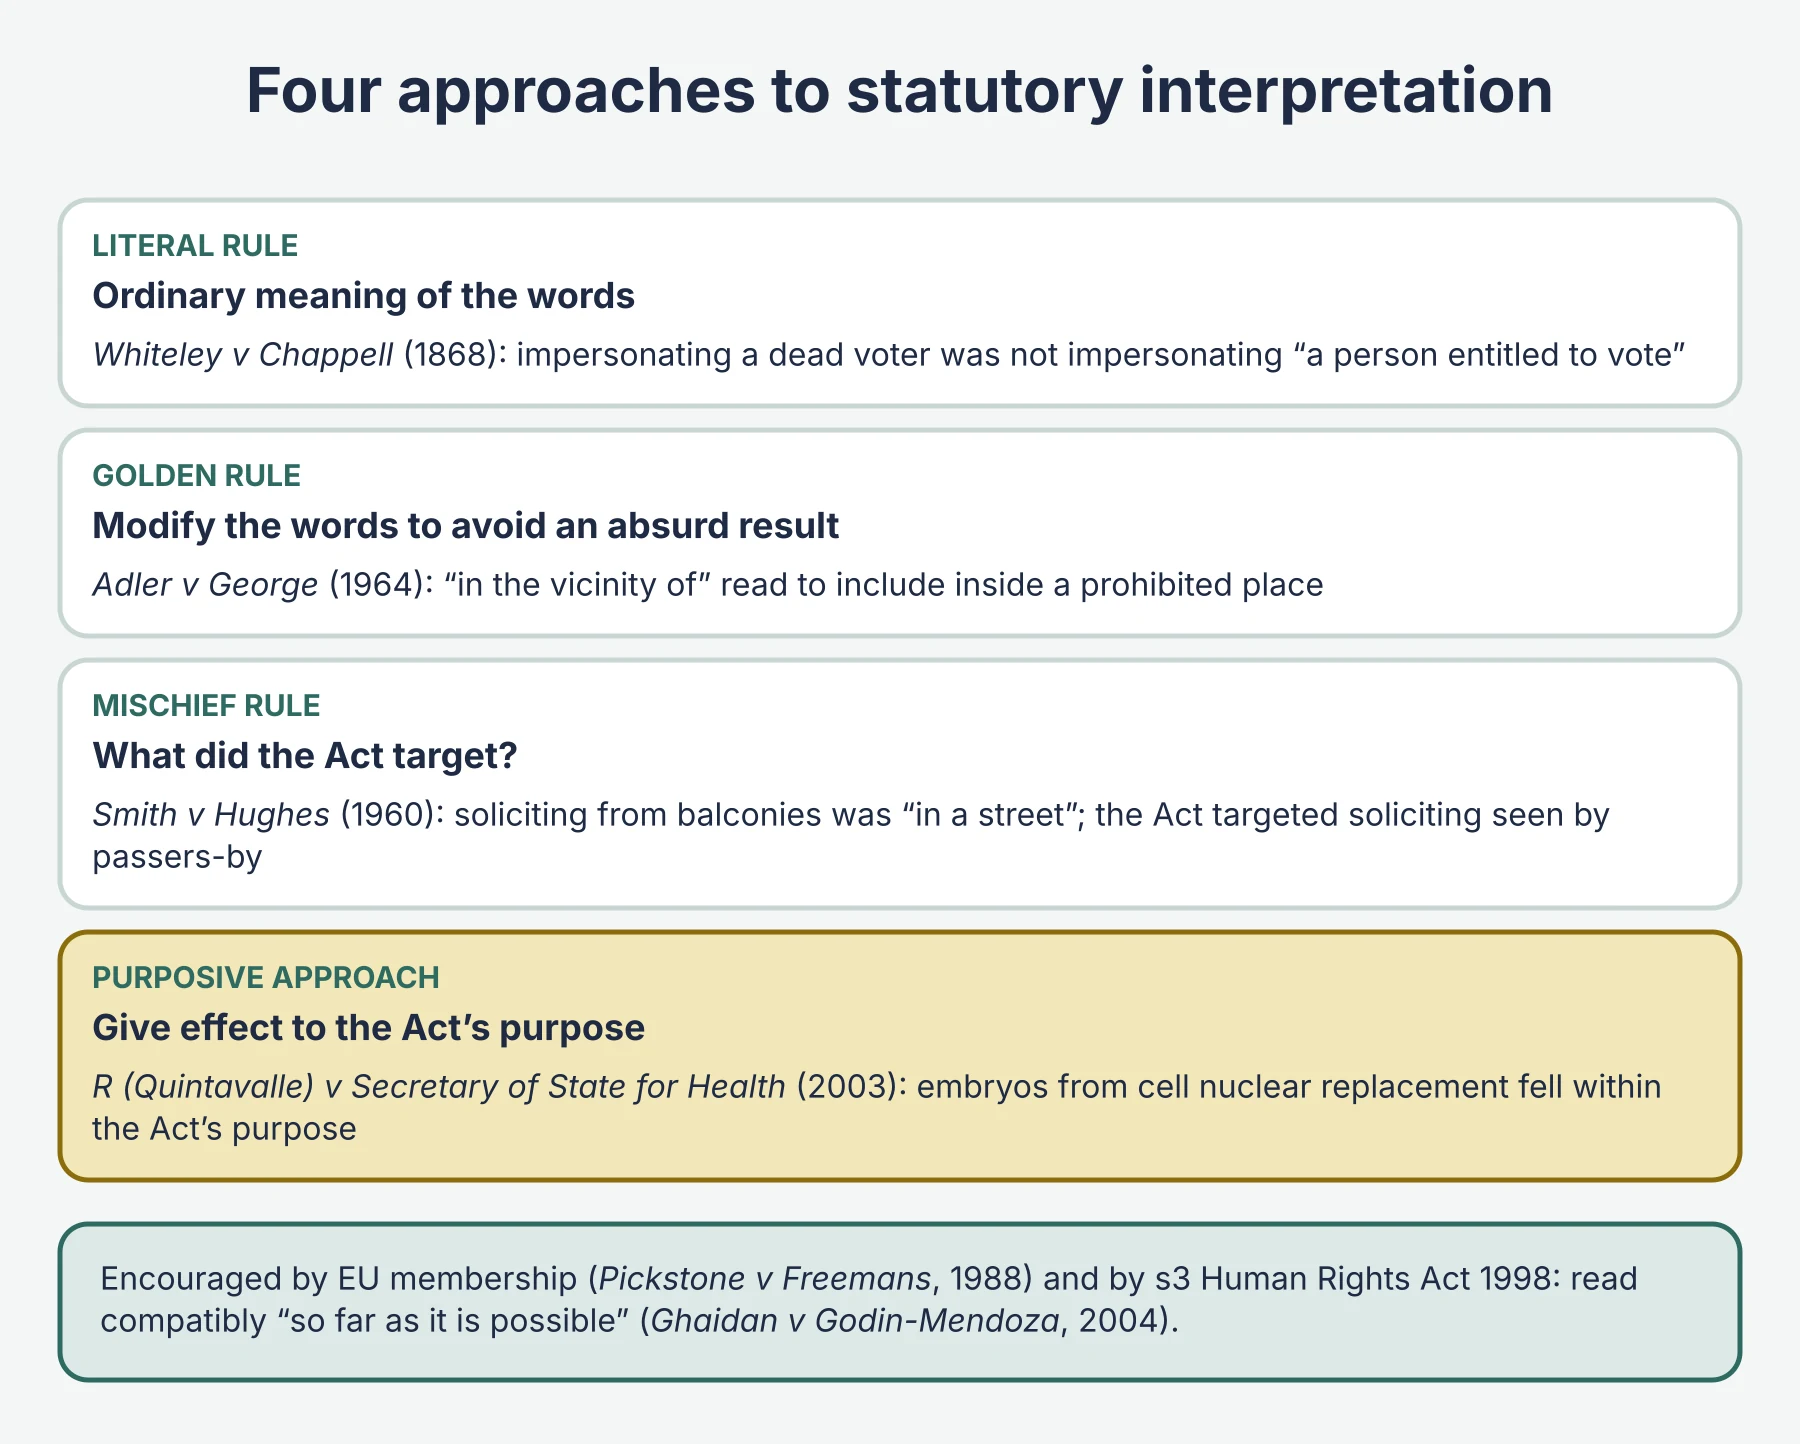 Four approaches to statutory interpretation
LITERAL RULE
Ordinary meaning of the words
Whiteley v Chappell (1868): impersonating a dead voter was not impersonating “a person entitled to vote”
GOLDEN RULE
Modify the words to avoid an absurd result
Adler v George (1964): “in the vicinity of” read to include inside a prohibited place
MISCHIEF RULE
What did the Act target?
Smith v Hughes (1960): soliciting from balconies was “in a street”; the Act targeted soliciting seen by
passers-by
PURPOSIVE APPROACH
Give effect to the Act’s purpose
R (Quintavalle) v Secretary of State for Health (2003): embryos from cell nuclear replacement fell within
the Act’s purpose
Encouraged by EU membership (Pickstone v Freemans, 1988) and by s3 Human Rights Act 1998: read
compatibly “so far as it is possible” (Ghaidan v Godin-Mendoza, 2004).